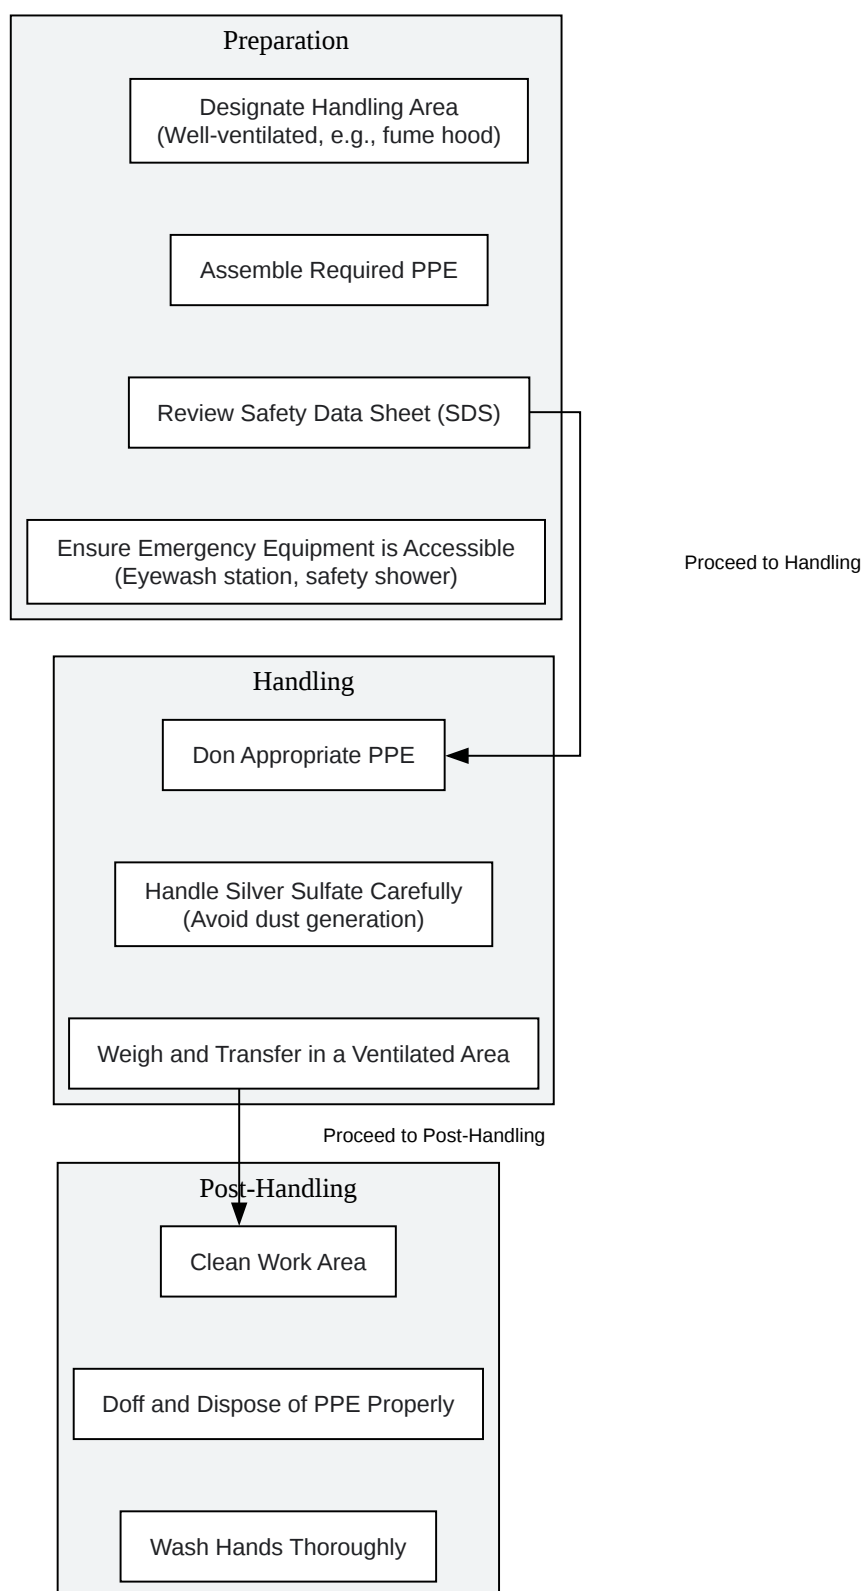 Preparation
Designate Handling Area
(Well-ventilated, e.g., fume hood)
Assemble Required PPE
Review Safety Data Sheet (SDS)
Ensure Emergency Equipment is Accessible
(Eyewash station, safety shower)
Proceed to Handling
Handling
Don Appropriate PPE
Handle Silver Sulfate Carefully
(Avoid dust generation)
Weigh and Transfer in a Ventilated Area
Proceed to Post-Handling
Post-Handling
Clean Work Area
Doff and Dispose of PPE Properly
Wash Hands Thoroughly